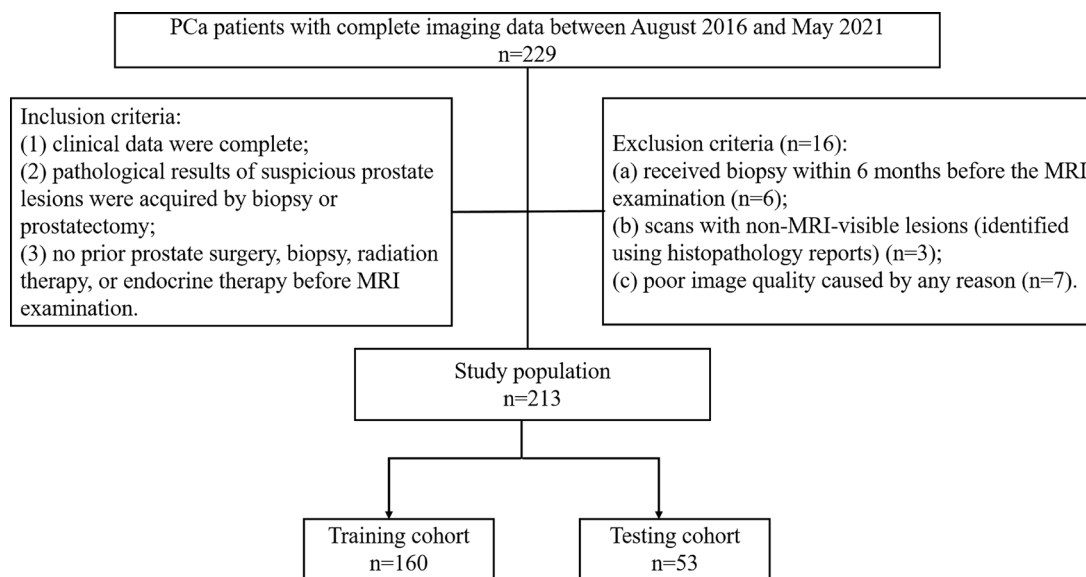 PCa patients with complete imaging data between August 2016 and May 2021
n=229
Inclusion criteria:
(1) clinical data were complete;
(2) pathological results of suspicious prostate
lesions were acquired by biopsy or
prostatectomy;
(3) no prior prostate surgery, biopsy, radiation
therapy, or endocrine therapy before MRI
examination.
Exclusion criteria (n=16):
(a) received biopsy within 6 months before the MRI
examination (n=6);
(b) scans with non-MRI-visible lesions (identified
using histopathology reports) (n=3);
(c) poor image quality caused by any reason (n=7).
Study population
n=213
Training cohort
n=160
Testing cohort
n=53